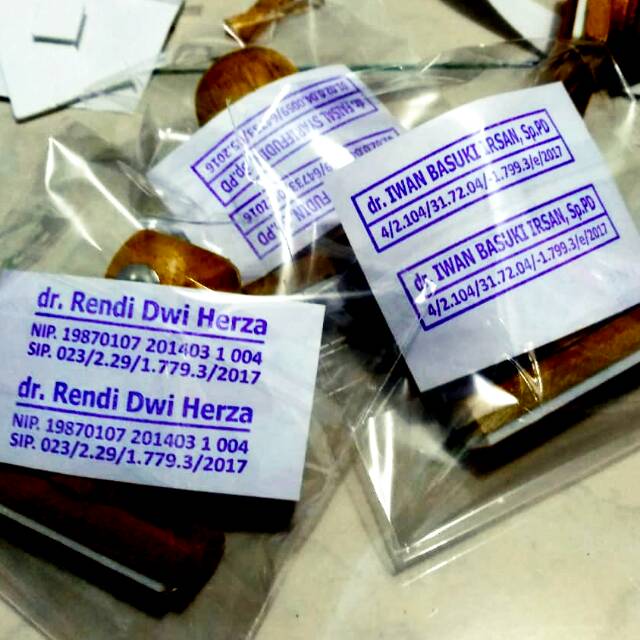 dr. Rendi Dwi Herza
NIP. 19870107 201403 1 004
SIP. 023/2.29/1.779.3/2017
dr. Rendi Dwi Herza
NIP. 19870107 201403 1 004
SIP. 023/2.29/1.779.3/2017
dr. IWAN BASUKI IRSAN, Sp.PD
4/2.104/31.72.04/-1.799.3/e/2017
dr. IWAN BASUKI IRSAN, Sp.PD
4/2.104/31.72.04/-1.799.3/e/2017